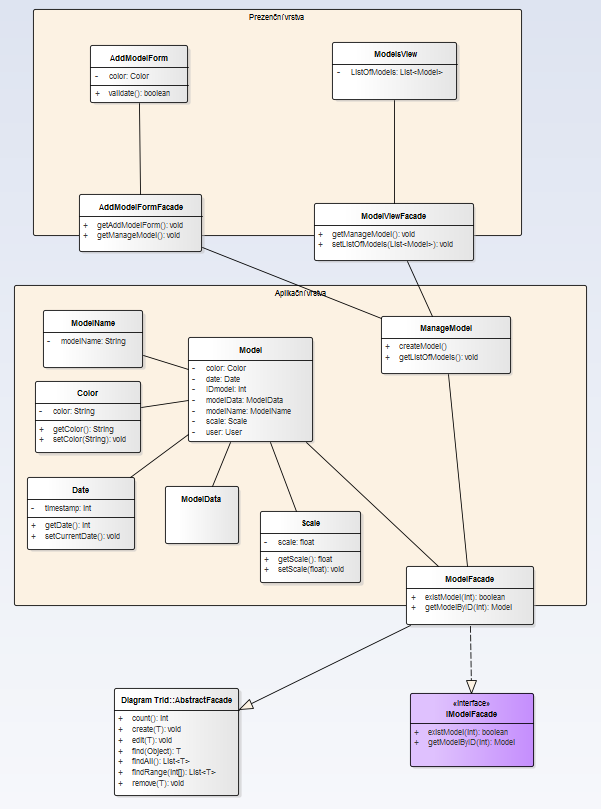 Prezenční vrstva
AddModelForm
- color: Color
+ validate(): boolean
ModelsView
- ListOfModels: List<Model>
AddModelFormFacade
+ getAddModelForm(): void
+ getManageModel(): void
ModelViewFacade
+ getManageModel(): void
+ setListOfModels(List<Model>): void
Aplikační vrstva
ModelName
- modelName: String
Model
- color: Color
- date: Date
- IDmodel: int
- modelData: ModelData
- modelName: ModelName
- scale: Scale
- user: User
ManageModel
+ createModel()
+ getListOfModels(): void
Color
- color: String
+ getColor(): String
+ setColor(String): void
Date
- timestamp: int
+ getDate(): int
+ setCurrentDate(): void
ModelData
Scale
- scale: float
+ getScale(): float
+ setScale(float): void
ModelFacade
+ existModel(int): boolean
+ getModelByID(int): Model
Diagram Trid::AbstractFacade
+ count(): int
+ create(T): void
+ edit(T): void
+ find(Object): T
+ findAll(): List<T>
+ findRange(int[]): List<T>
+ remove(T): void
«interface»
IModelFacade
+ existModel(int): boolean
+ getModelByID(int): Model